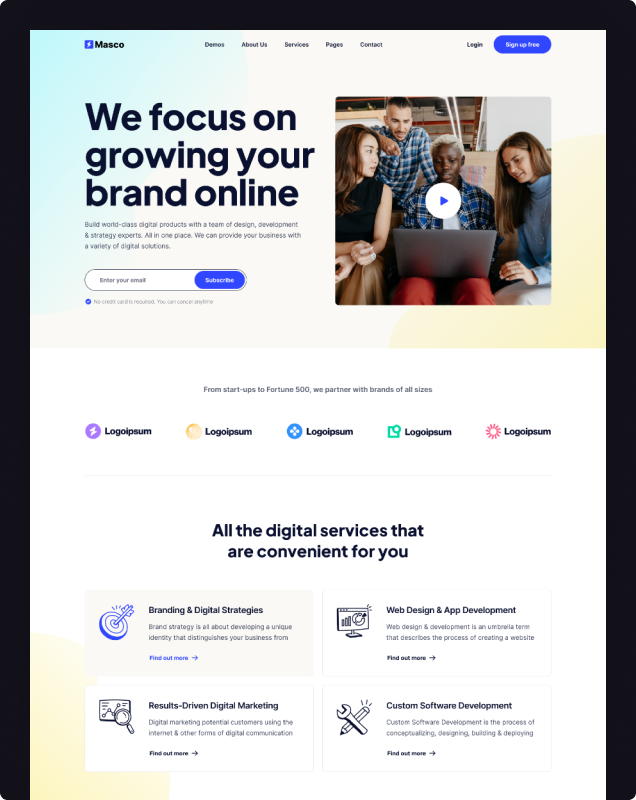 Masco
Demos About Us Services Pages Contact
Login Sign up free
We focus on
growing your
brand online
Build world-class digital products with a team of design, development
& strategy experts. All in one place. We can provide your business with
a variety of digital solutions.
Enter your email Subscribe
No credit card is required. You can cancel anytime
From start-ups to Fortune 500, we partner with brands of all sizes
Logoipsum Logoipsum Logoipsum Logoipsum Logoipsum
All the digital services that
are convenient for you
Branding & Digital Strategies
Brand strategy is all about developing a unique
identity that distinguishes your business from
Find out more
Web Design & App Development
Web design & development is an umbrella term
that describes the process of creating a website
Find out more
Results-Driven Digital Marketing
Digital marketing potential customers using the
internet & other forms of digital communication
Find out more
Custom Software Development
Custom Software Development is the process of
conceptualizing, designing, building & deploying
Find out more